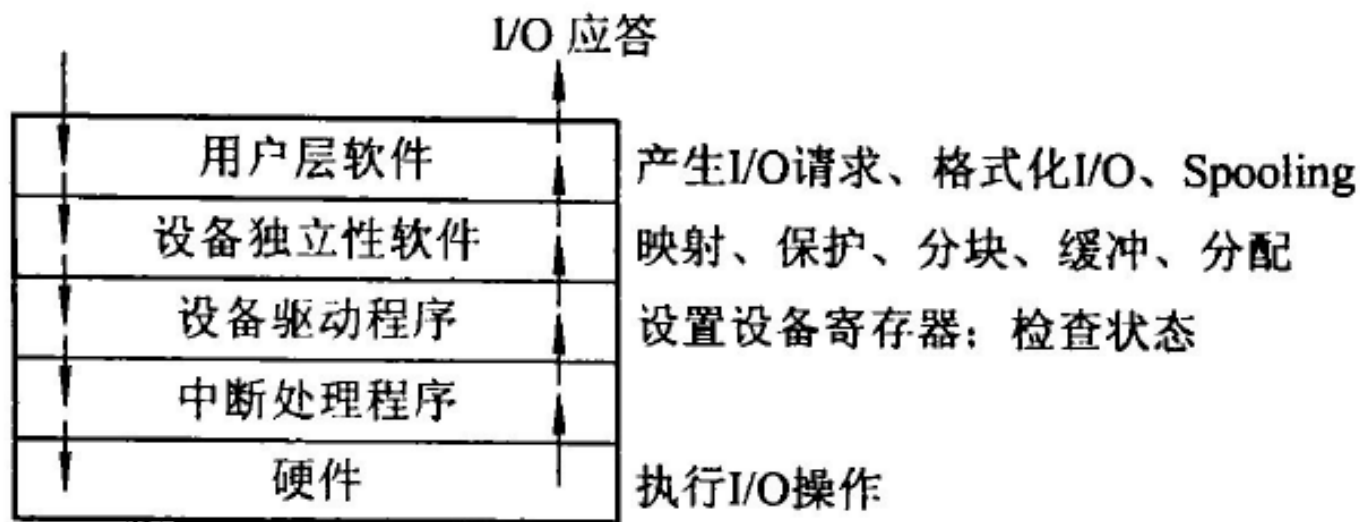 I/O 应答
用户层软件 产生I/O请求、格式化I/O、Spooling
设备独立性软件 映射、保护、分块、缓冲、分配
设备驱动程序 设置设备寄存器；检查状态
中断处理程序
硬件 执行I/O操作